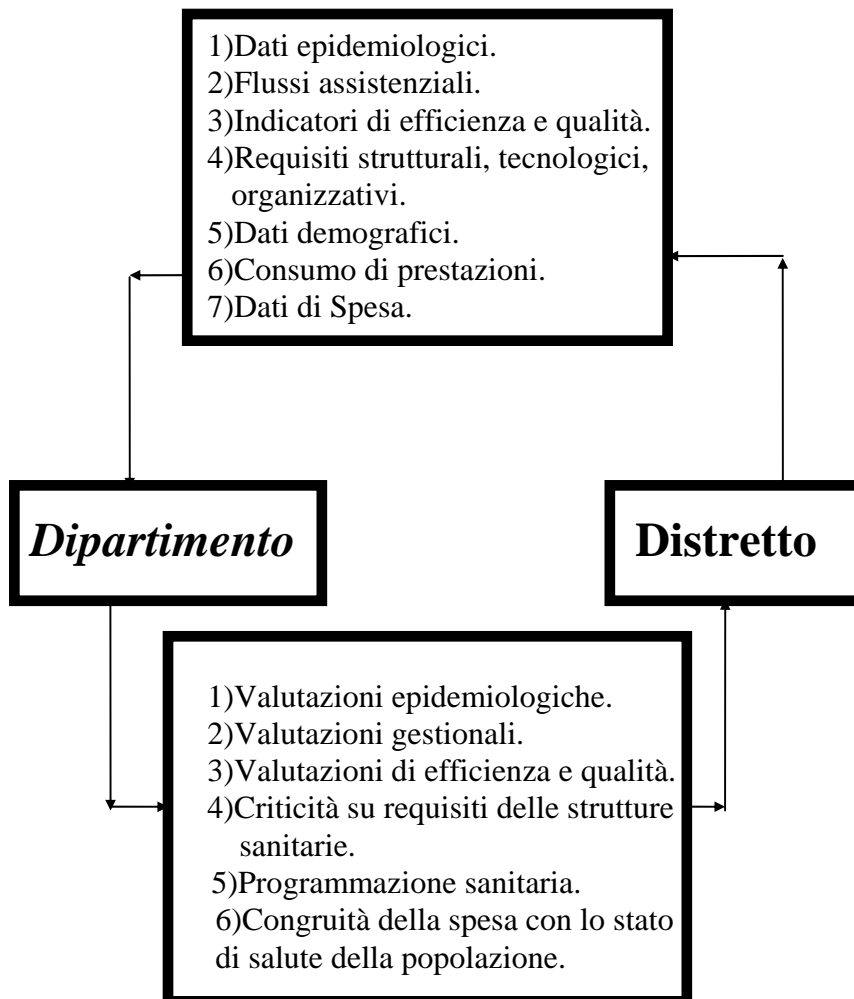 1)Dati epidemiologici.
2)Flussi assistenziali.
3)Indicatori di efficienza e qualità.
4)Requisiti strutturali, tecnologici,
organizzativi.
5)Dati demografici.
6)Consumo di prestazioni.
7)Dati di Spesa.
Dipartimento
Distretto
1)Valutazioni epidemiologiche.
2)Valutazioni gestionali.
3)Valutazioni di efficienza e qualità.
4)Criticità su requisiti delle strutture
sanitarie.
5)Programmazione sanitaria.
6)Congruità della spesa con lo stato
di salute della popolazione.